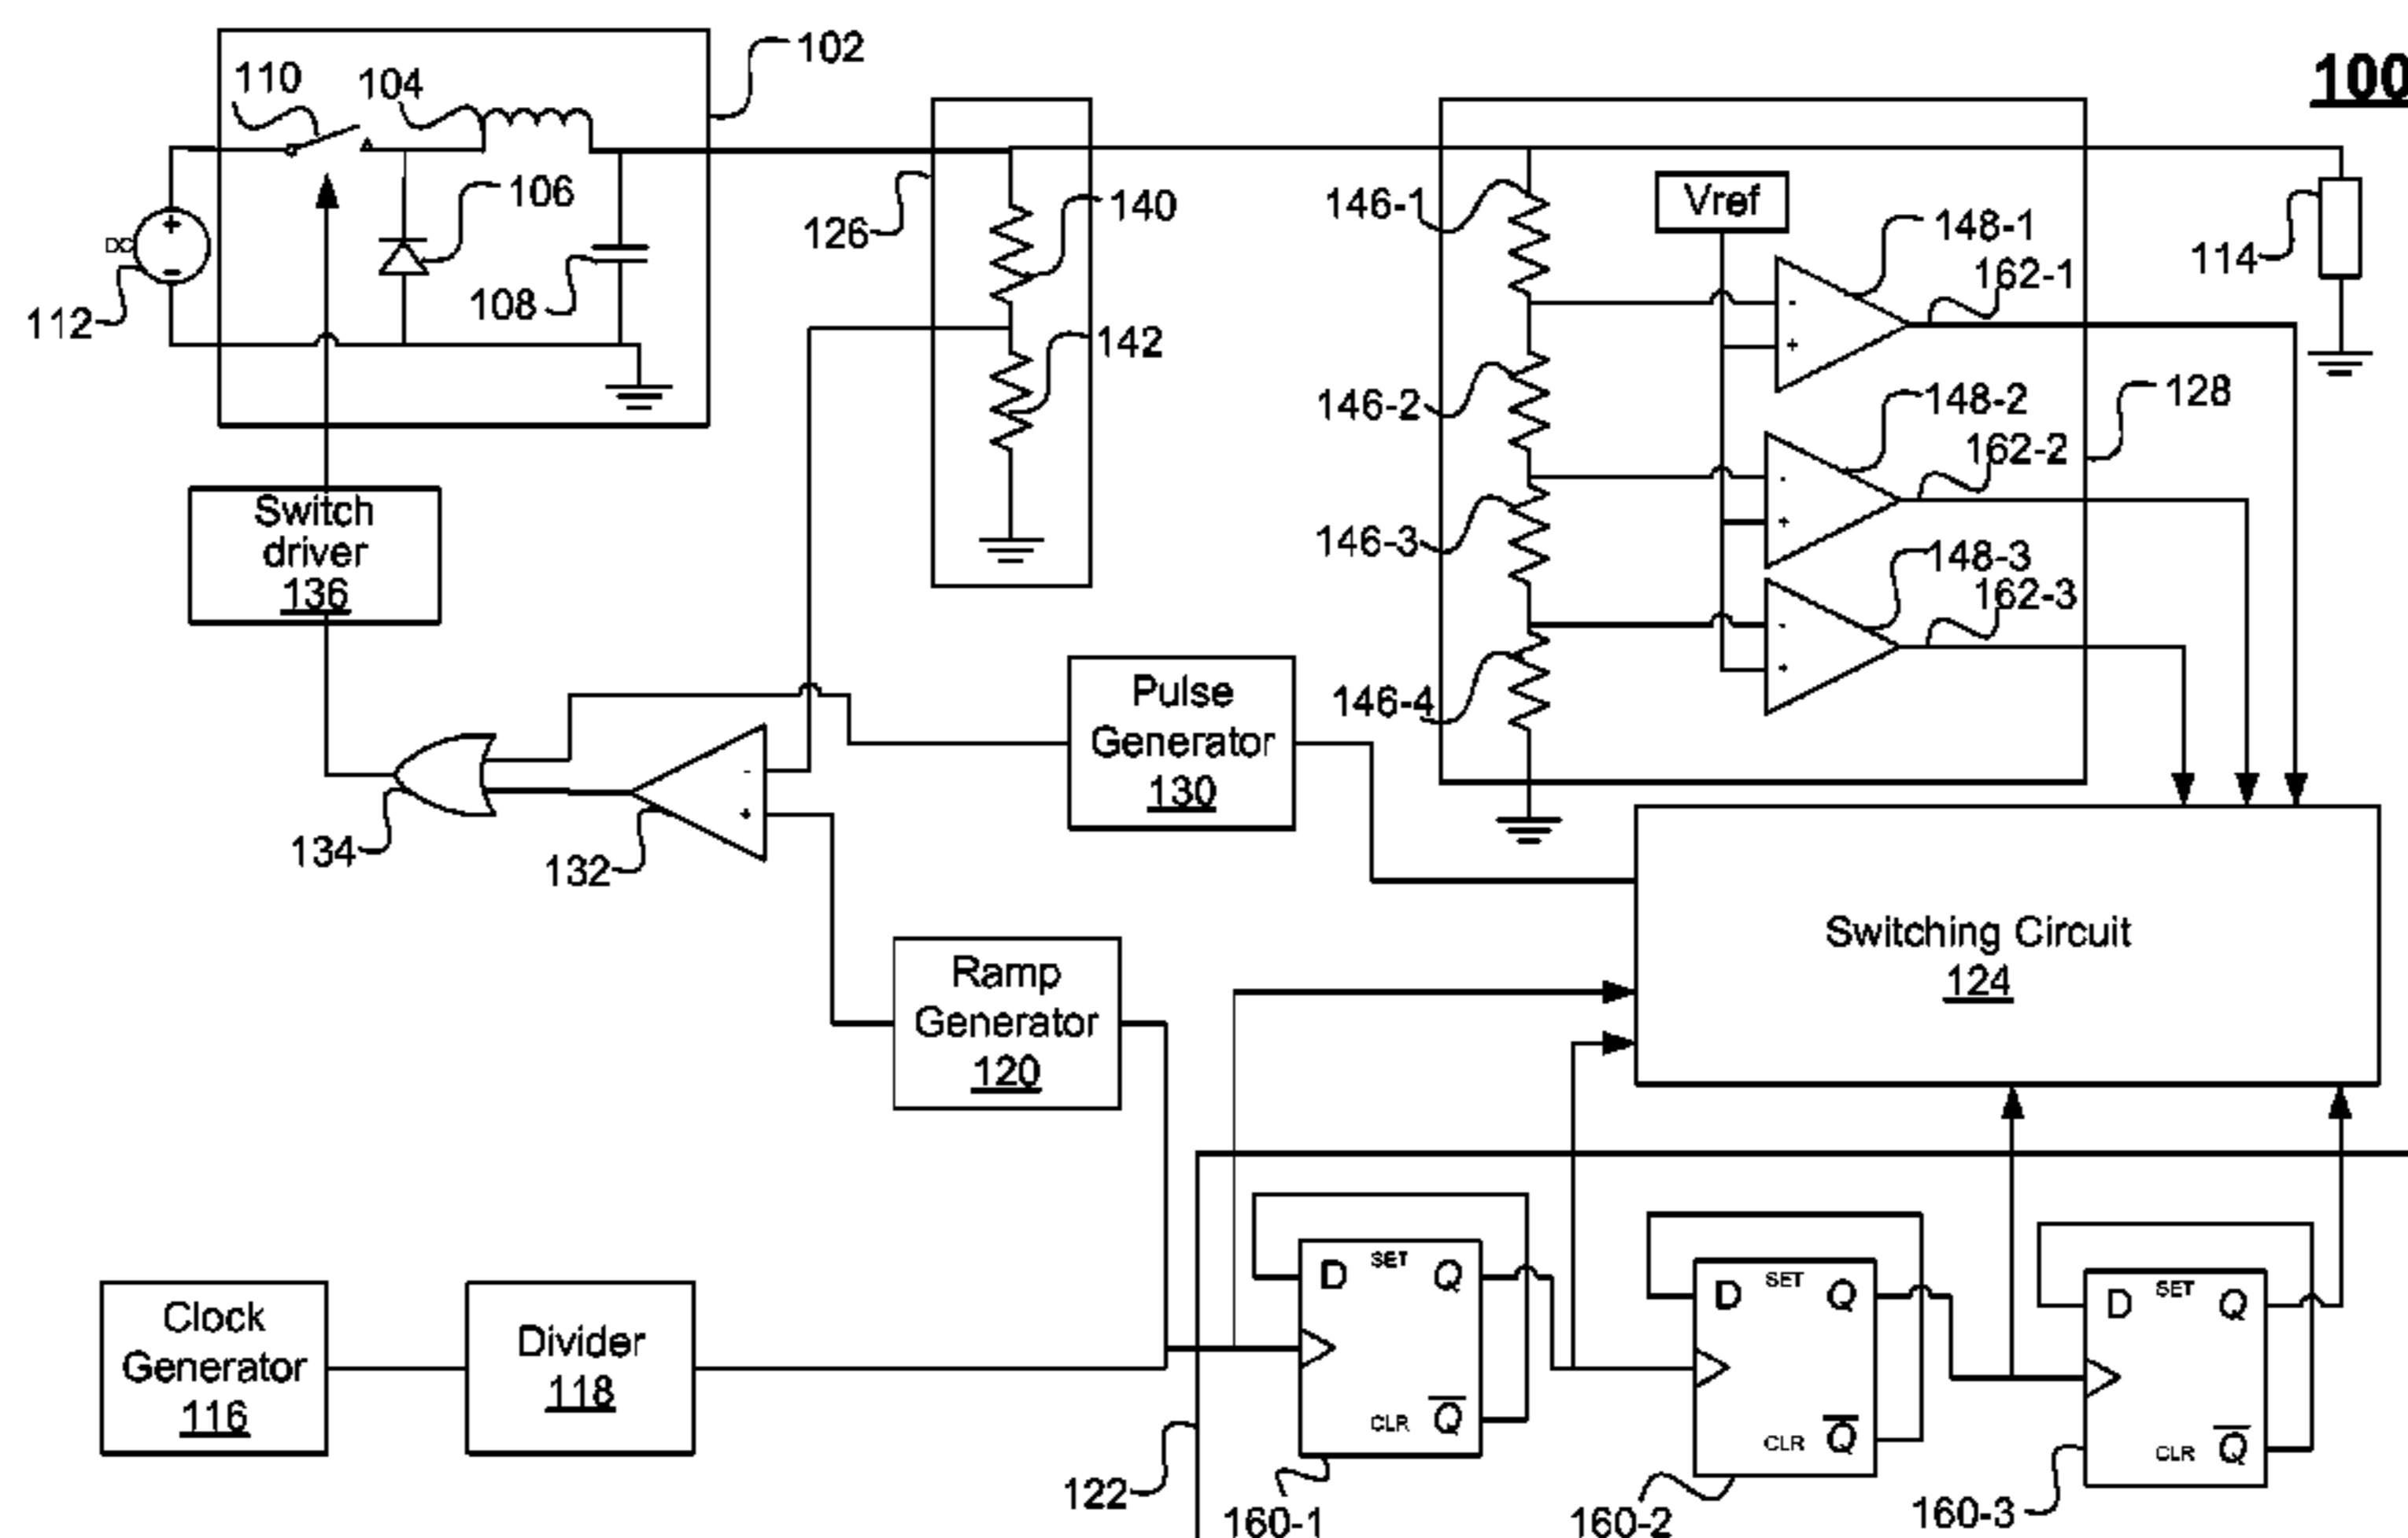 100
102
110
104
106
108
DC
+
-
112
126
140
142
146-1
146-2
146-3
146-4
Vref
148-1
162-1
-
+
148-2
162-2
-
+
148-3
162-3
-
+
114
128
Switch
driver
136
Pulse
Generator
130
134
132
-
+
Ramp
Generator
120
Switching Circuit
124
Clock
Generator
116
Divider
118
122
D SET Q
CLR Q
160-1
D SET Q
CLR Q
160-2
D SET Q
CLR Q
160-3